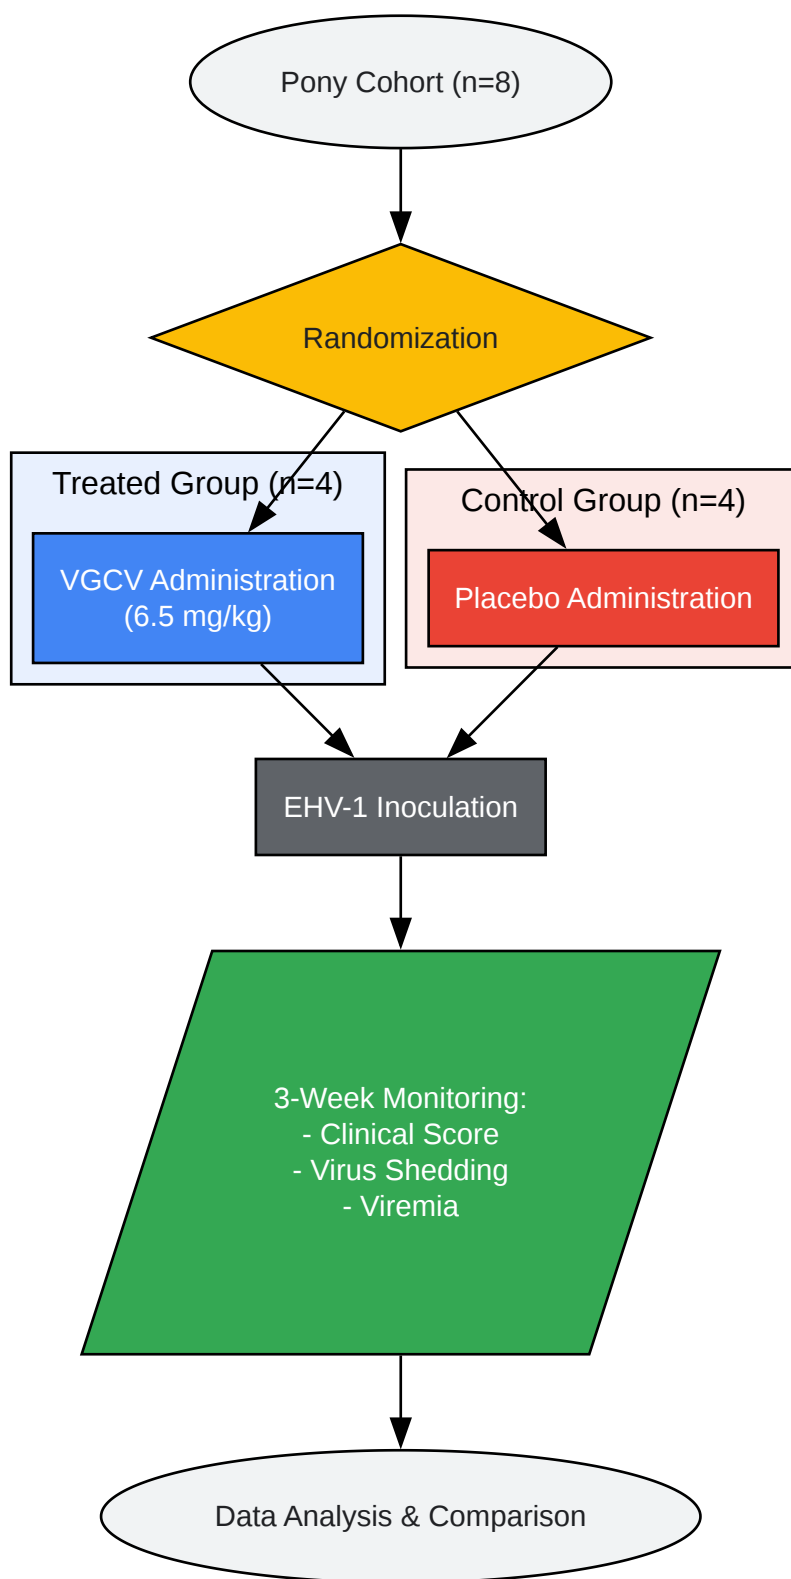 Pony Cohort (n=8)
Randomization
Treated Group (n=4)
VGCV Administration
(6.5 mg/kg)
Control Group (n=4)
Placebo Administration
EHV-1 Inoculation
3-Week Monitoring:
- Clinical Score
- Virus Shedding
- Viremia
Data Analysis & Comparison